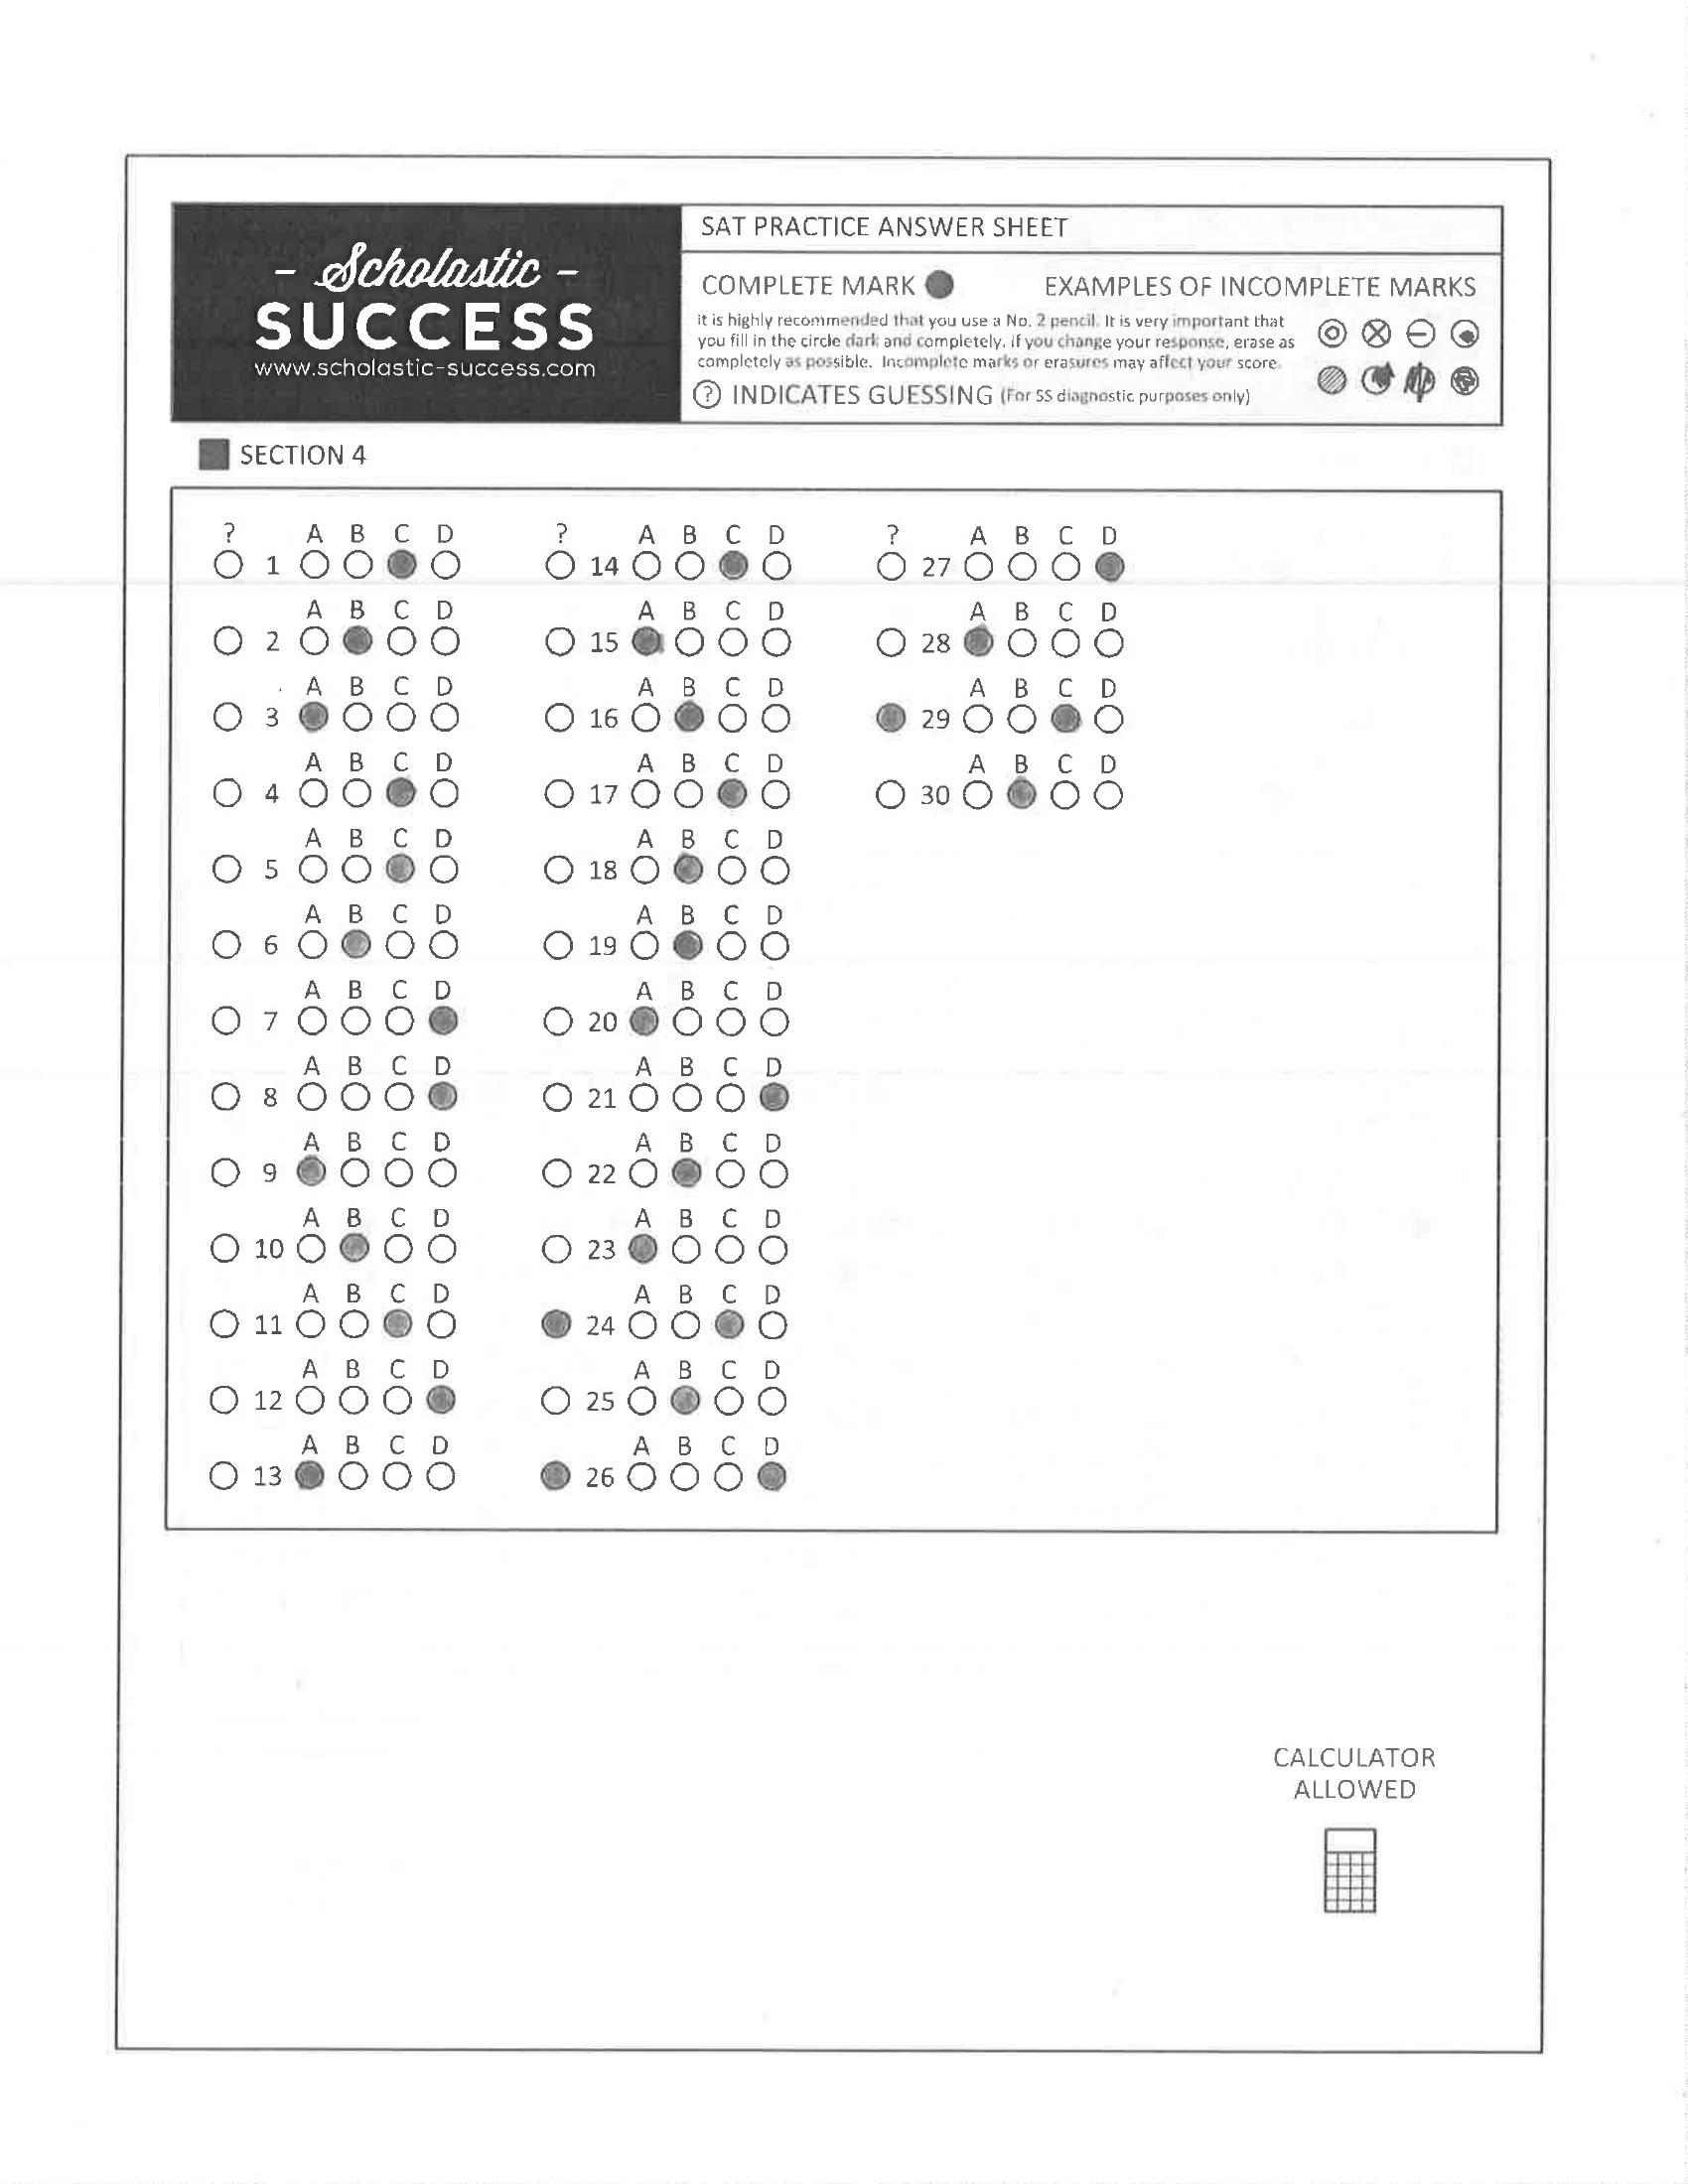 - Scholastic -
SUCCESS
www.scholastic-success.com
SAT PRACTICE ANSWER SHEET
COMPLETE MARK
EXAMPLES OF INCOMPLETE MARKS
It is highly recommended that you use a No. 2 pencil. It is very important that
you fill in the circle dark and completely. If you change your response, erase as
completely as possible. Incomplete marks or erasures may affect your score.
? INDICATES GUESSING (For SS diagnostic purposes only)
SECTION 4
? A B C D
1
A B C D
2
A B C D
3
A B C D
4
A B C D
5
A B C D
6
A B C D
7
A B C D
8
A B C D
9
A B C D
10
A B C D
11
A B C D
12
A B C D
13
? A B C D
14
A B C D
15
A B C D
16
A B C D
17
A B C D
18
A B C D
19
A B C D
20
A B C D
21
A B C D
22
A B C D
23
A B C D
24
A B C D
25
A B C D
26
? A B C D
27
A B C D
28
A B C D
29
A B C D
30
CALCULATOR
ALLOWED